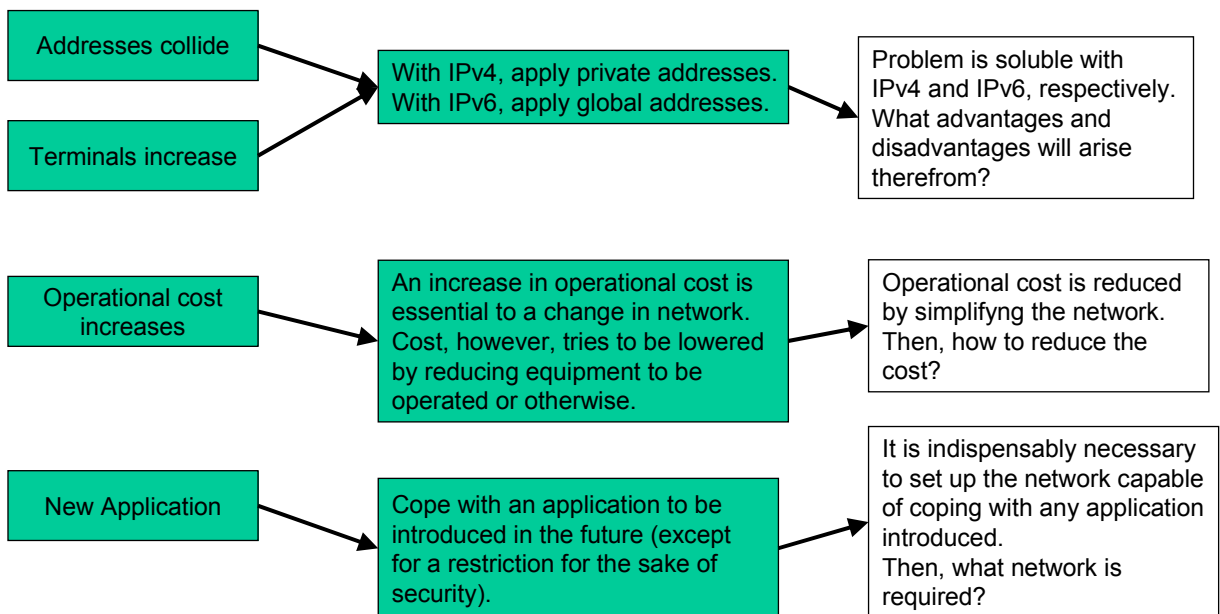 Addresses collide
Terminals increase
With IPv4, apply private addresses.
With IPv6, apply global addresses.
Problem is soluble with
IPv4 and IPv6, respectively.
What advantages and
disadvantages will arise
therefrom?
Operational cost
increases
An increase in operational cost is
essential to a change in network.
Cost, however, tries to be lowered
by reducing equipment to be
operated or otherwise.
Operational cost is reduced
by simplifyng the network.
Then, how to reduce the
cost?
New Application
Cope with an application to be
introduced in the future (except
for a restriction for the sake of
security).
It is indispensably necessary
to set up the network capable
of coping with any application
introduced.
Then, what network is
required?